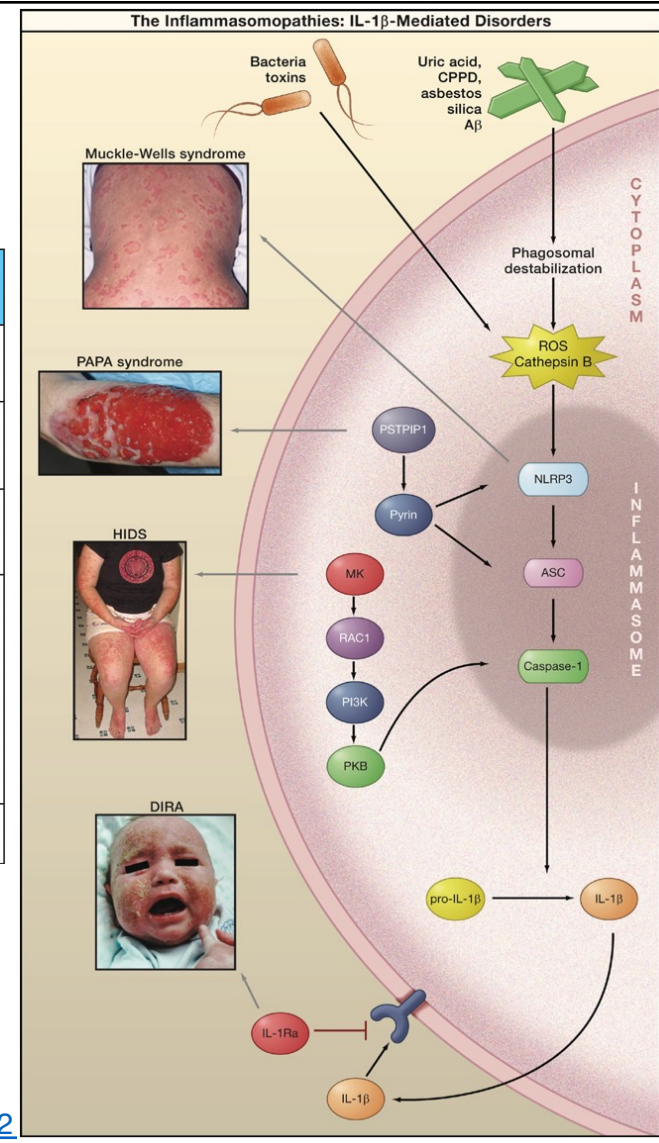 The Inflammasomopathies: IL-1β-Mediated Disorders
Bacteria
toxins
Uric acid,
CPPD,
asbestos
silica
Aβ
Muckle-Wells syndrome
CYTOPLASM
Phagosomal
destabilization
ROS
Cathepsin B
PAPA syndrome
PSTPIP1
NLRP3
Pyrin
INFLAMMASOME
HIDS
MK
ASC
RAC1
Caspase-1
PI3K
PKB
DIRA
pro-IL-1β
IL-1β
IL-1Ra
IL-1β
2